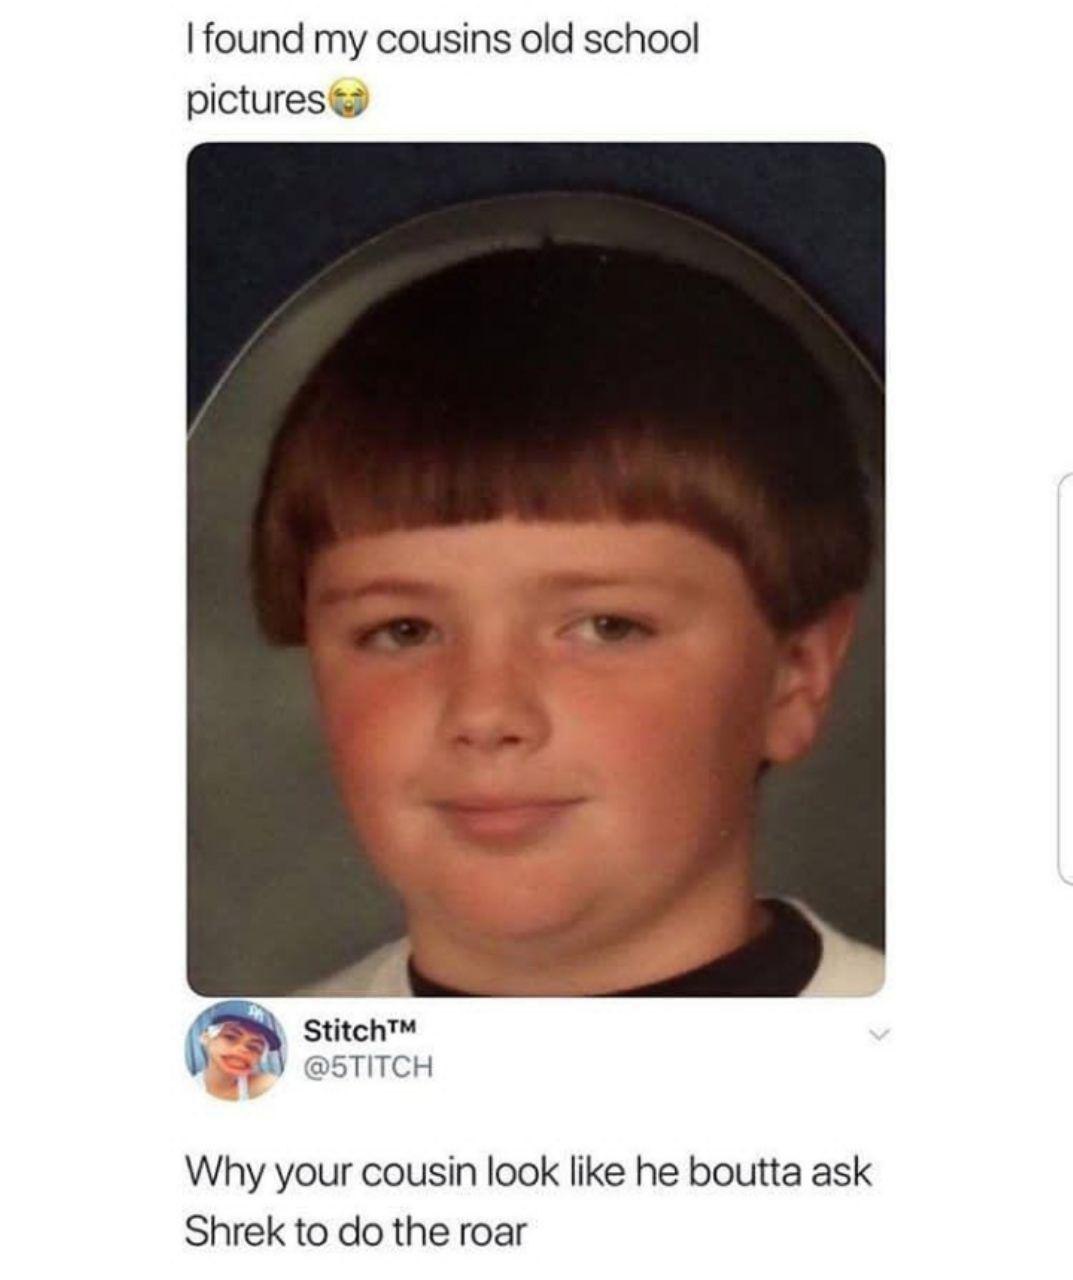 I found my cousins old school
pictures😭
Stitch™
@5TITCH
Why your cousin look like he boutta ask
Shrek to do the roar